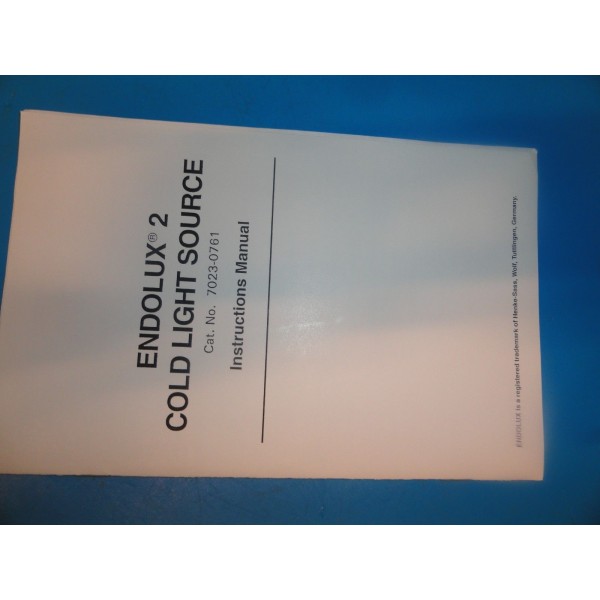 ENDOLUX® 2
COLD LIGHT SOURCE
Cat. No. 7023-0761
Instructions Manual
ENDOLUX is a registered trademark of Henke-Sass, Wolf, Tuttlingen, Germany.